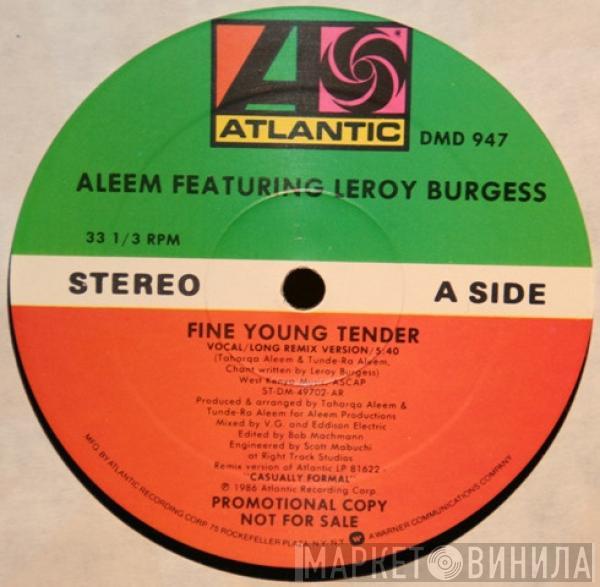 ATLANTIC
DMD 947
ALEEM FEATURING LEROY BURGESS
33 1/3 RPM
STEREO
A SIDE
FINE YOUNG TENDER
VOCAL/LONG REMIX VERSION/5:40
(Taharqa Aleem & Tunde-Ra Aleem,
Chant written by Leroy Burgess)
West Kenya Music, ASCAP
ST-DM-49702-AR
Produced & arranged by Taharqa Aleem &
Tunde-Ra Aleem for Aleem Productions
Mixed by V.G. and Eddison Electric
Edited by Bob Machmann
Engineered by Scott Mabuchi
at Right Track Studios
Remix version of Atlantic LP 81622 -
"CASUALLY FORMAL"
℗ 1986 Atlantic Recording Corp.
PROMOTIONAL COPY
NOT FOR SALE
MFG. BY ATLANTIC RECORDING CORP. 75 ROCKEFELLER PLAZA, N.Y. N.Y. A WARNER COMMUNICATIONS COMPANY
МАРКЕТ ВИНИЛА